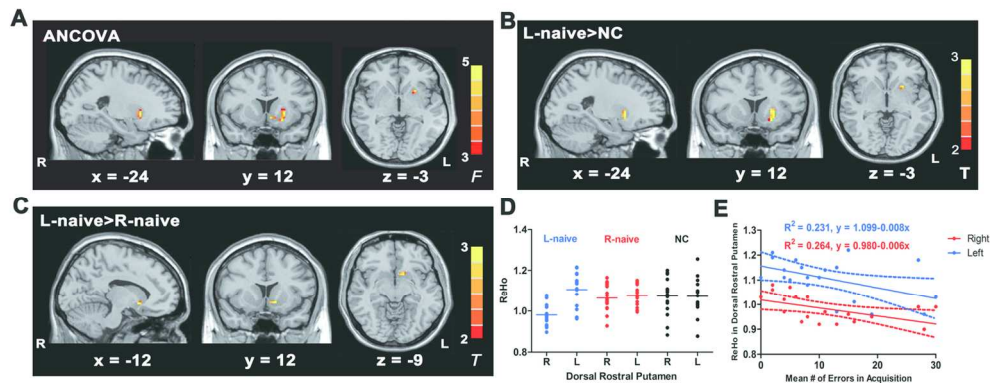 A
ANCOVA
5
3
R
L
x = -24
y = 12
z = -3
F
B
L-naive>NC
3
2
R
L
x = -24
y = 12
z = -3
T
C
L-naive>R-naive
3
2
R
L
x = -12
y = 12
z = -9
T
D
L-naive
R-naive
NC
ReHo
1.4
1.2
1.0
0.8
R
L
R
L
R
L
Dorsal Rostral Putamen
E
R² = 0.231, y = 1.099-0.008x
R² = 0.264, y = 0.980-0.006x
Right
Left
ReHo in Dorsal Rostral Putamen
1.3
1.2
1.1
1.0
0.9
0.8
0
10
20
30
Mean # of Errors in Acquisition